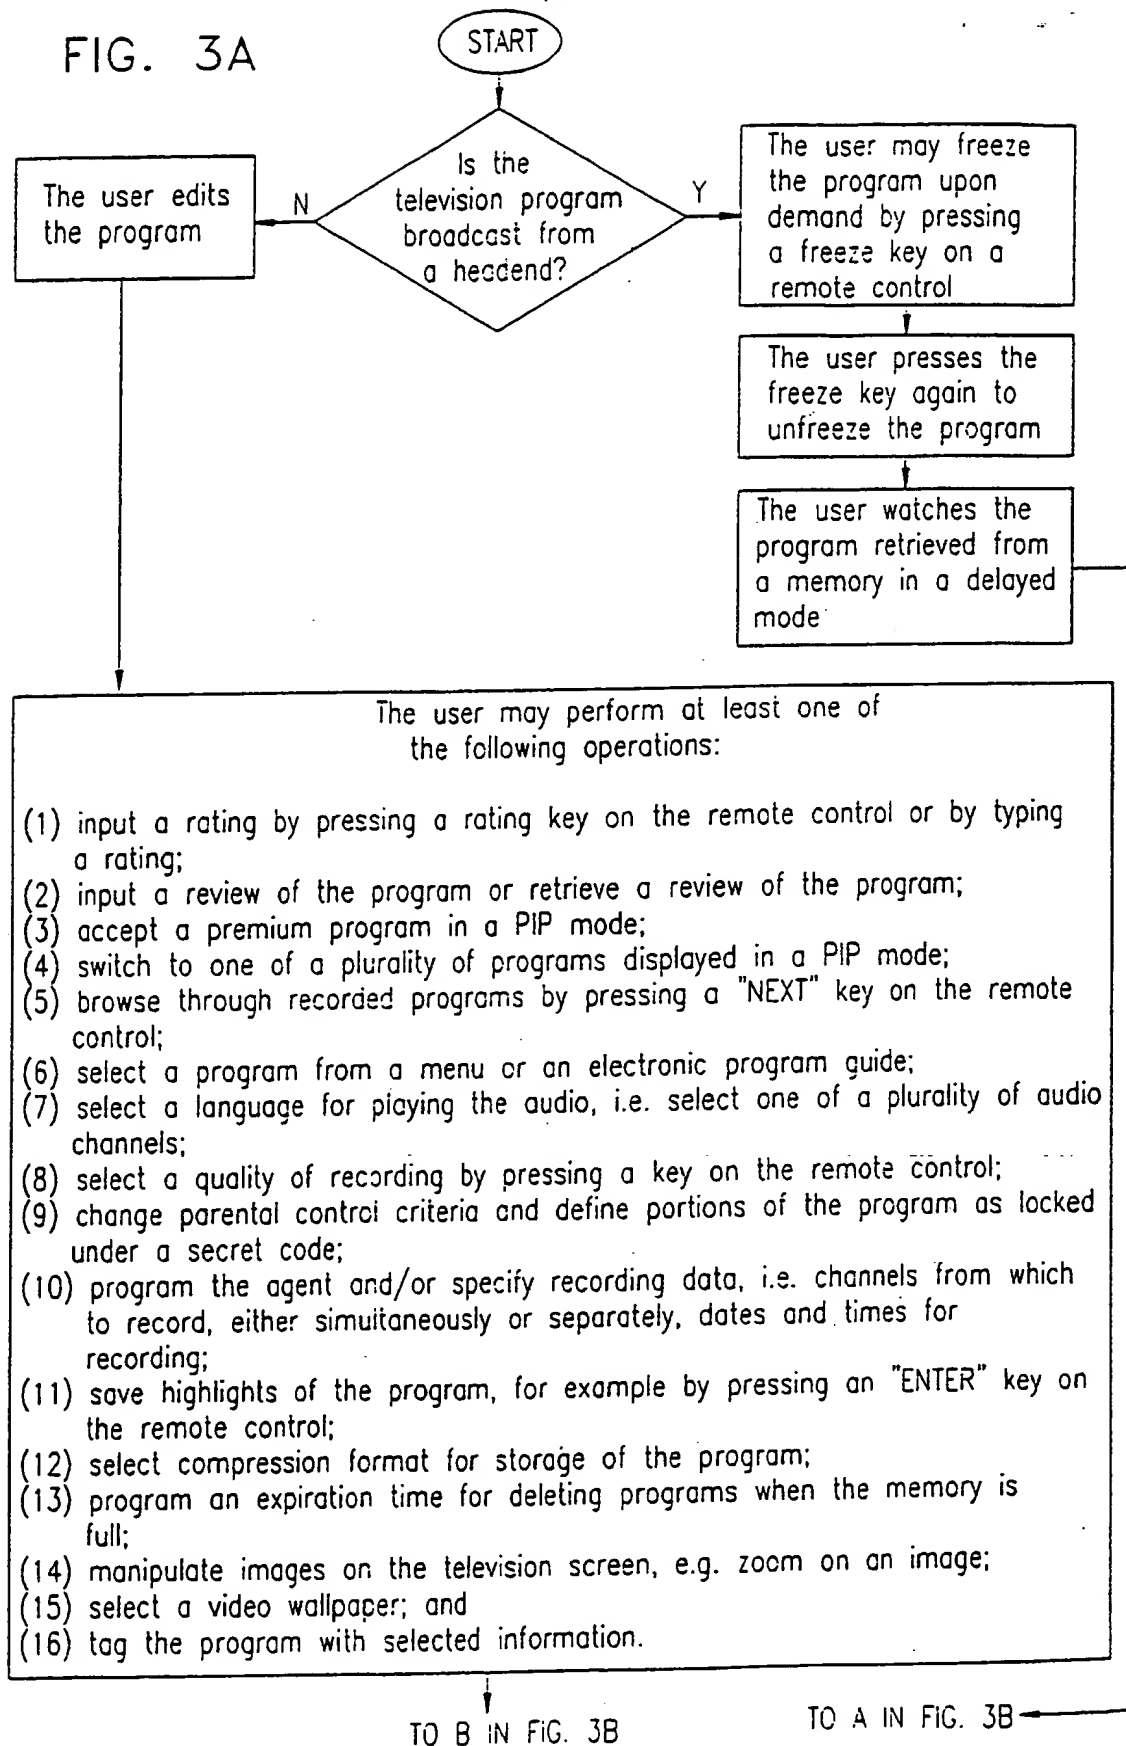 FIG. 3A
START
Is the
television program
broadcast from
a headend?
N
Y
The user edits
the program
The user may freeze
the program upon
demand by pressing
a freeze key on a
remote control
The user presses the
freeze key again to
unfreeze the program
The user watches the
program retrieved from
a memory in a delayed
mode
The user may perform at least one of
the following operations:
(1) input a rating by pressing a rating key on the remote control or by typing
a rating;
(2) input a review of the program or retrieve a review of the program;
(3) accept a premium program in a PIP mode;
(4) switch to one of a plurality of programs displayed in a PIP mode;
(5) browse through recorded programs by pressing a "NEXT" key on the remote
control;
(6) select a program from a menu or an electronic program guide;
(7) select a language for playing the audio, i.e. select one of a plurality of audio
channels;
(8) select a quality of recording by pressing a key on the remote control;
(9) change parental control criteria and define portions of the program as locked
under a secret code;
(10) program the agent and/or specify recording data, i.e. channels from which
to record, either simultaneously or separately, dates and times for
recording;
(11) save highlights of the program, for example by pressing an "ENTER" key on
the remote control;
(12) select compression format for storage of the program;
(13) program an expiration time for deleting programs when the memory is
full;
(14) manipulate images on the television screen, e.g. zoom on an image;
(15) select a video wallpaper; and
(16) tag the program with selected information.
TO B IN FIG. 3B
TO A IN FIG. 3B